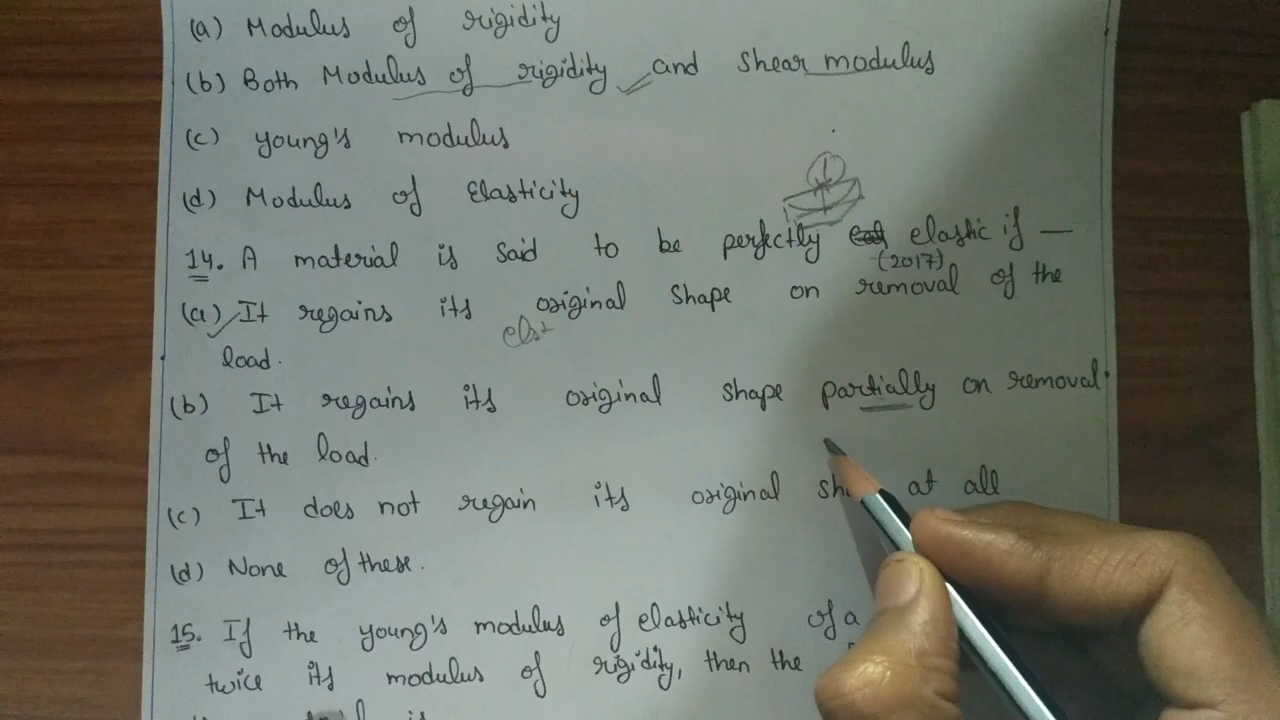 (a) Modulus of rigidity
(b) Both Modulus of rigidity and shear modulus
(c) young's modulus
(d) Modulus of Elasticity
14. A material is said to be perfectly elastic if —
(2017)
(a) It regains its original shape on removal of the
load.
(b) It regains its original shape partially on removal
of the load.
(c) It does not regain its original at all
(d) None of these.
15. If the young's modulus of elasticity of a
twice its modulus of rigidity, then the
is